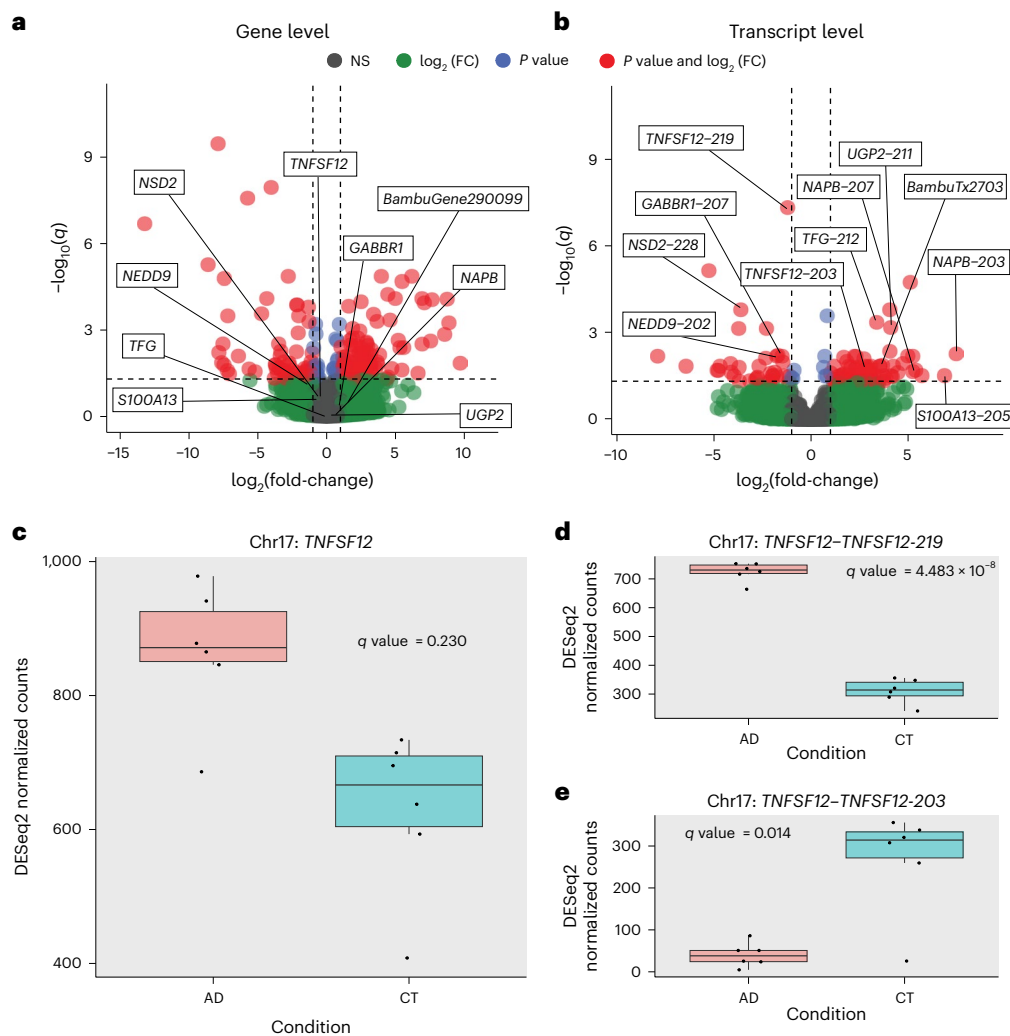 a
Gene level
b
Transcript level
NS
log2 (FC)
P value
P value and log2 (FC)
−log10(q)
9
6
3
0
TNFSF12
NSD2
BambuGene290099
GABBR1
NEDD9
NAPB
TFG
S100A13
UGP2
−15
−10
−5
0
5
10
log2(fold-change)
−log10(q)
9
6
3
0
TNFSF12–219
UGP2–211
GABBR1–207
NAPB–207
BambuTx2703
NSD2–228
TFG–212
NAPB–203
TNFSF12–203
NEDD9–202
S100A13–205
−10
−5
0
5
log2(fold-change)
c
Chr17: TNFSF12
DESeq2 normalized counts
1,000
800
600
400
q value = 0.230
AD
CT
Condition
d
Chr17: TNFSF12–TNFSF12-219
DESeq2
normalized counts
700
600
500
400
300
q value = 4.483 × 10−8
AD
CT
Condition
e
Chr17: TNFSF12–TNFSF12-203
DESeq2
normalized counts
300
200
100
0
q value = 0.014
AD
CT
Condition